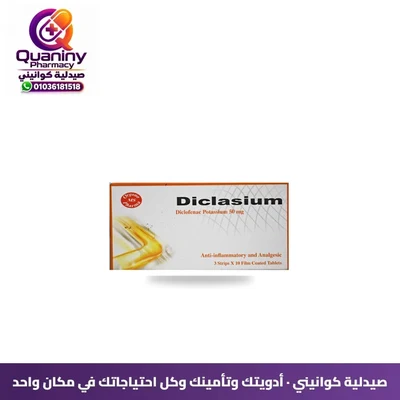 Quaniny
Pharmacy
صيدلية كوانيني
01036181518
Diclasium
Diclofenac Potassium 50 mg
Anti-inflammatory and Analgesic
3 Strips X 10 Film Coated Tablets
صيدلية كوانيني · أدويتك وتأمينك وكل احتياجاتك في مكان واحد